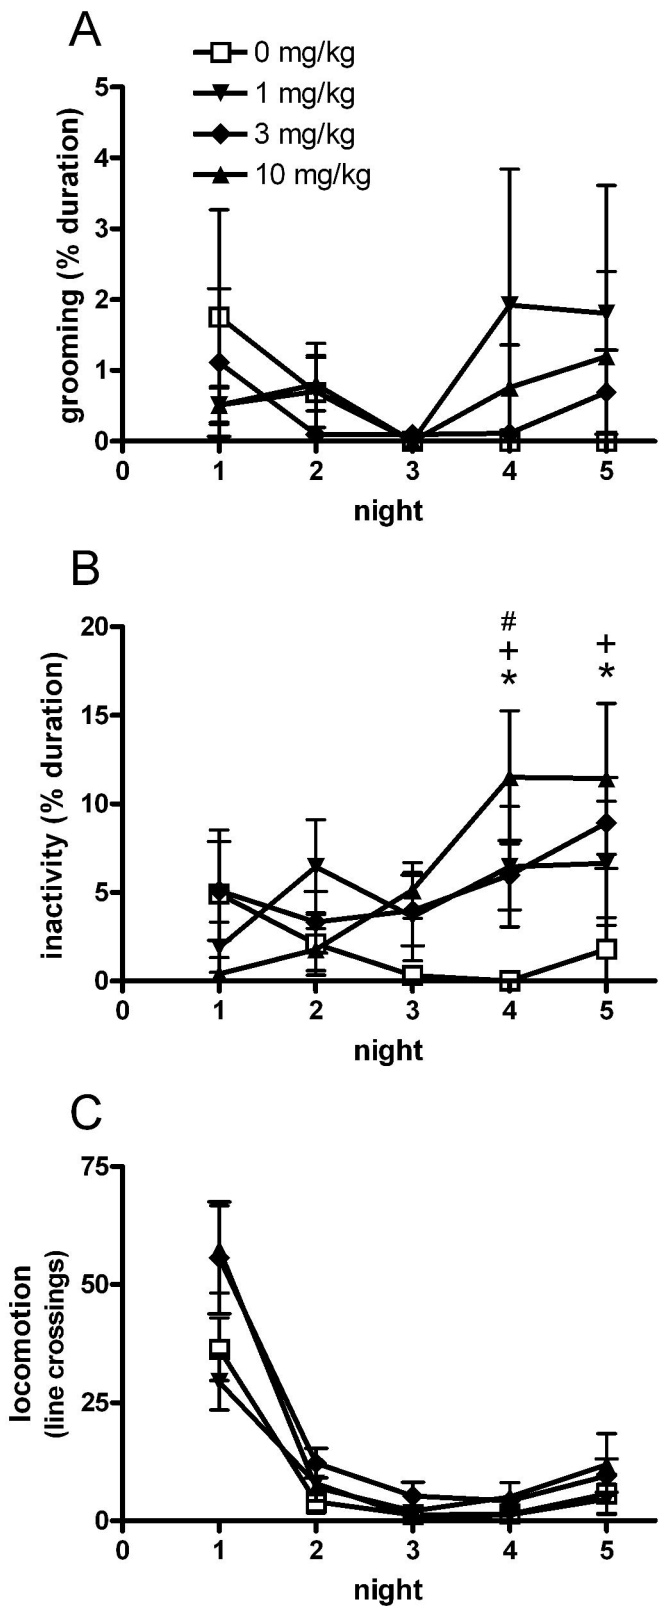 A
0 mg/kg
1 mg/kg
3 mg/kg
10 mg/kg
grooming (% duration)
5
4
3
2
1
0
0 1 2 3 4 5
night
B
inactivity (% duration)
20
15
10
5
0
#
+ +
* *
0 1 2 3 4 5
night
C
locomotion
(line crossings)
75
50
25
0
0 1 2 3 4 5
night